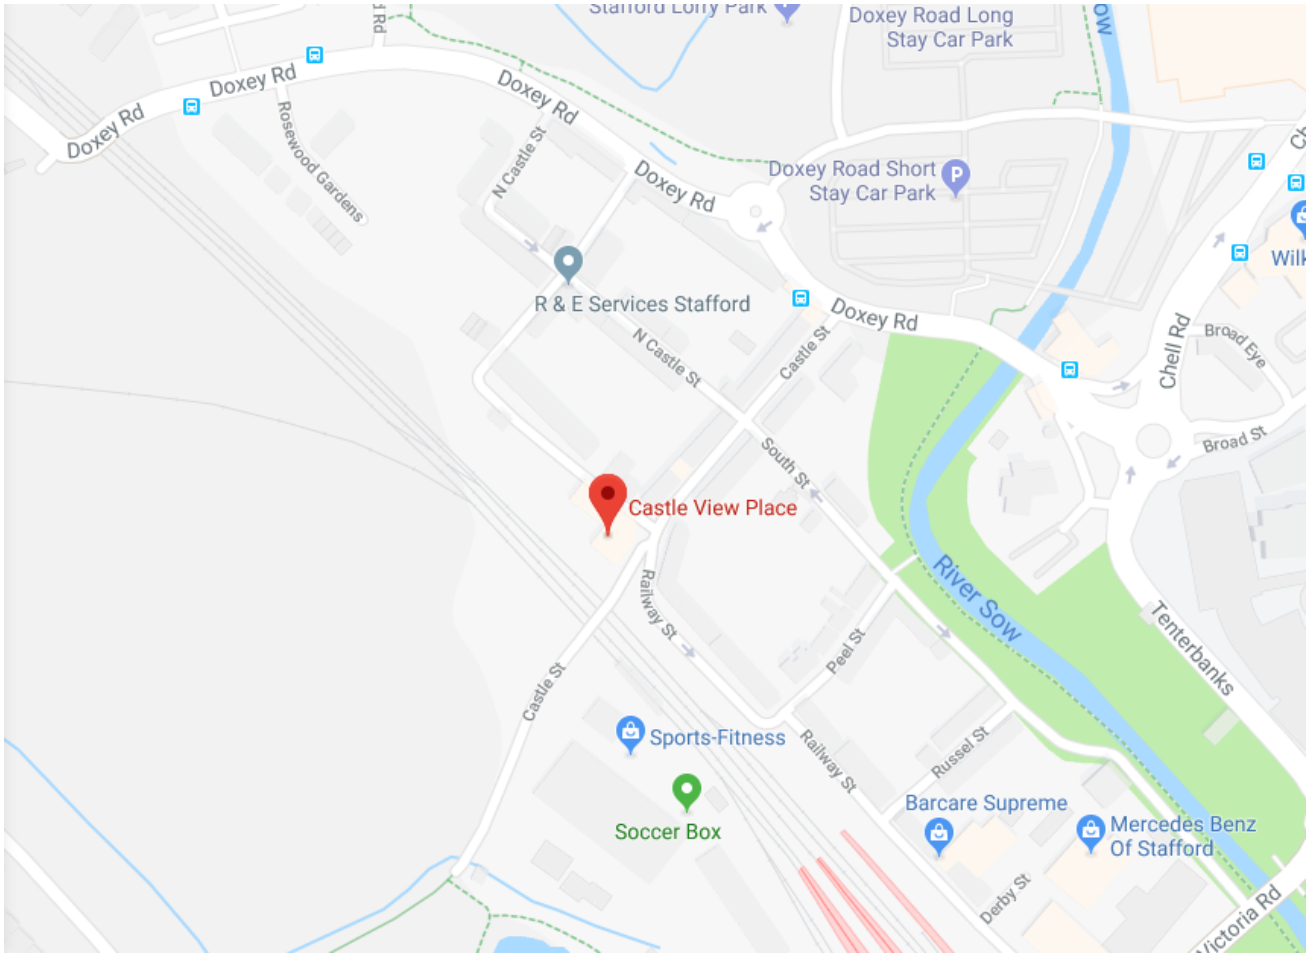 Stafford Lorry Park
Doxey Road Long
Stay Car Park
Doxey Rd
Doxey Rd
Doxey Rd
Rosewood Gardens
N Castle St
Doxey Rd
Doxey Road Short
Stay Car Park
P
R & E Services Stafford
N Castle St
Castle St
Doxey Rd
Chell Rd
Broad Eye
Broad St
South St
Castle View Place
River Sow
Railway St
Peel St
Tenterbanks
Castle St
Sports-Fitness
Railway St
Russel St
Soccer Box
Barcare Supreme
Mercedes Benz
Of Stafford
Derby St
Victoria Rd